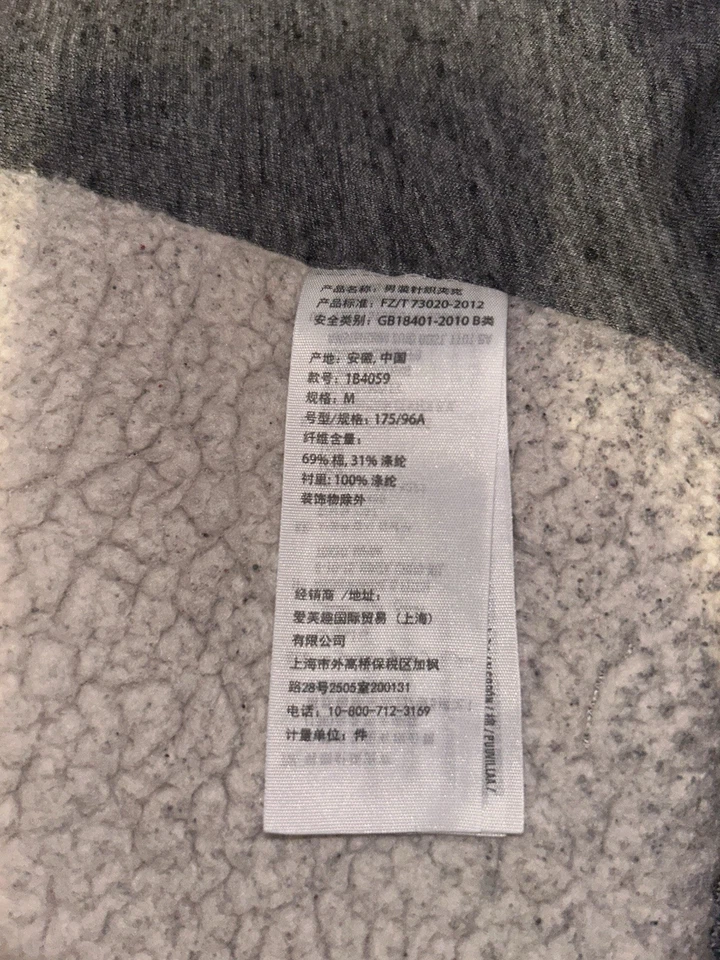 产品名称：男装针织夹克
产品标准：FZ/T 73020-2012
安全类别：GB18401-2010 B类
产地：安徽, 中国
款号：1B4059
规格：M
号型/规格：175/96A
纤维含量：
69% 棉, 31% 涤纶
衬里: 100% 涤纶
装饰物除外
经销商 /地址：
爱芙趣国际贸易（上海）
有限公司
上海市外高桥保税区加枫
路28号2505室200131
电话：10-800-712-3169
计量单位：件